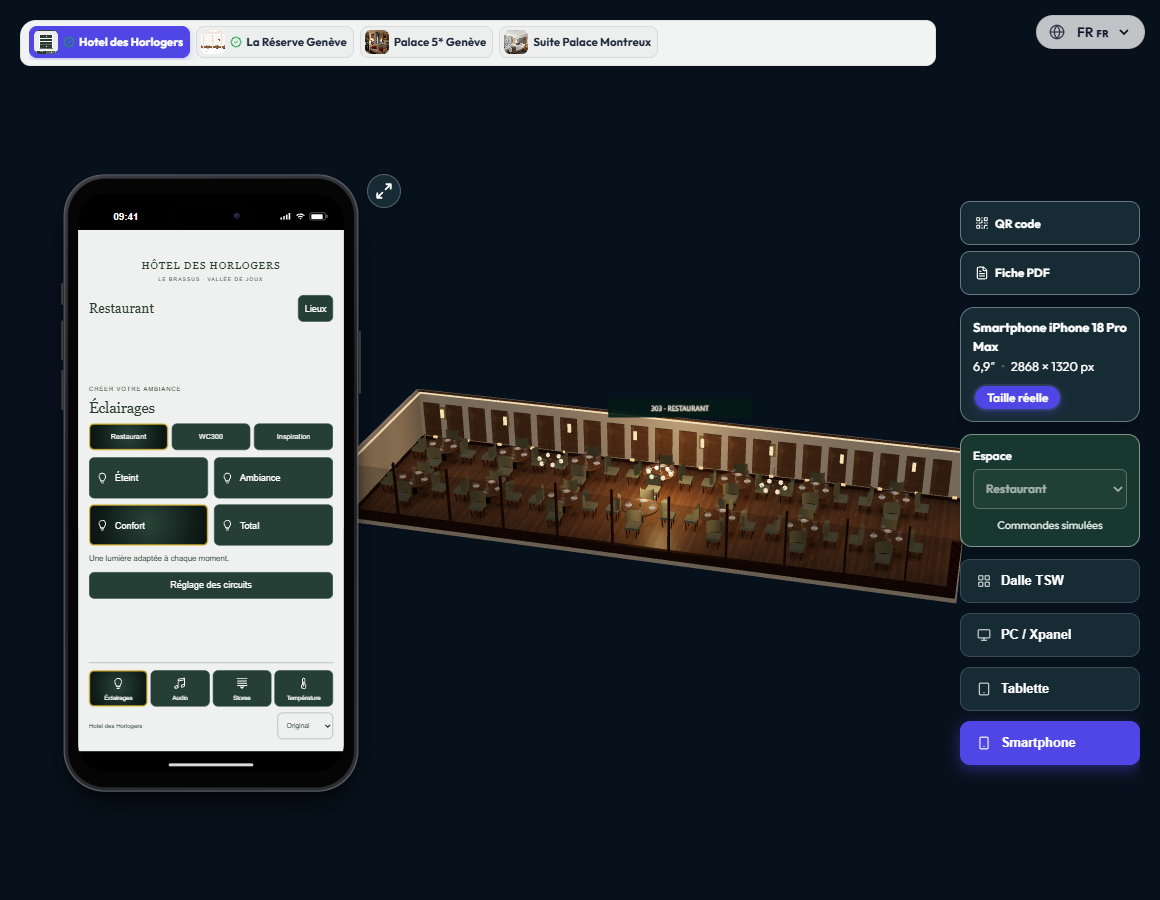 Hotel des Horlogers
La Réserve Genève
Palace 5* Genève
Suite Palace Montreux
FR FR
09:41
HÔTEL DES HORLOGERS
LE BRASSUS · VALLÉE DE JOUX
Restaurant
Lieux
CRÉER VOTRE AMBIANCE
Éclairages
Restaurant
WC300
Inspiration
Éteint
Ambiance
Confort
Total
Une lumière adaptée à chaque moment.
Réglage des circuits
Éclairages
Audio
Stores
Température
Hotel des Horlogers
Original
303 - RESTAURANT
QR code
Fiche PDF
Smartphone iPhone 18 Pro
Max
6,9" · 2868 × 1320 px
Taille réelle
Espace
Restaurant
Commandes simulées
Dalle TSW
PC / Xpanel
Tablette
Smartphone